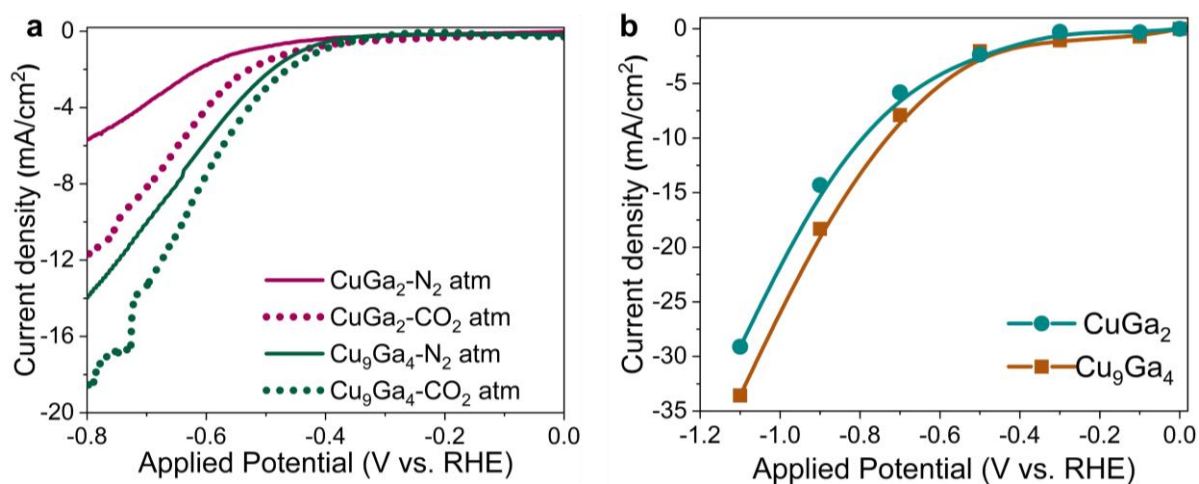 a
0
-4
-8
-12
-16
-20
Current density (mA/cm²)
CuGa₂-N₂ atm
CuGa₂-CO₂ atm
Cu₉Ga₄-N₂ atm
Cu₉Ga₄-CO₂ atm
-0.8 -0.6 -0.4 -0.2 0.0
Applied Potential (V vs. RHE)
b
0
-5
-10
-15
-20
-25
-30
-35
Current density (mA/cm²)
CuGa₂
Cu₉Ga₄
-1.2 -1.0 -0.8 -0.6 -0.4 -0.2 0.0
Applied Potential (V vs. RHE)